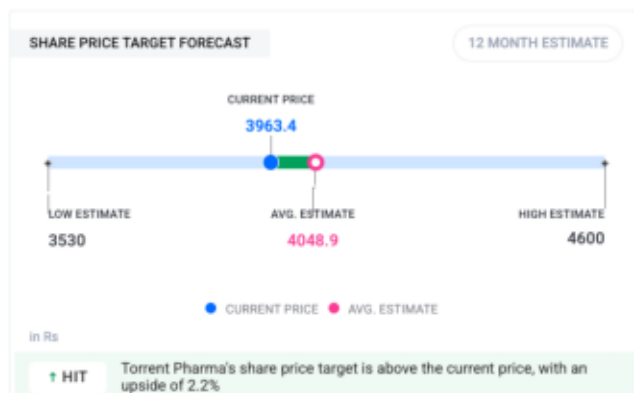 SHARE PRICE TARGET FORECAST
12 MONTH ESTIMATE
CURRENT PRICE
3963.4
LOW ESTIMATE
AVG. ESTIMATE
HIGH ESTIMATE
3530
4048.9
4600
CURRENT PRICE
AVG. ESTIMATE
in Rs
↑ HIT
Torrent Pharma's share price target is above the current price, with an
upside of 2.2%